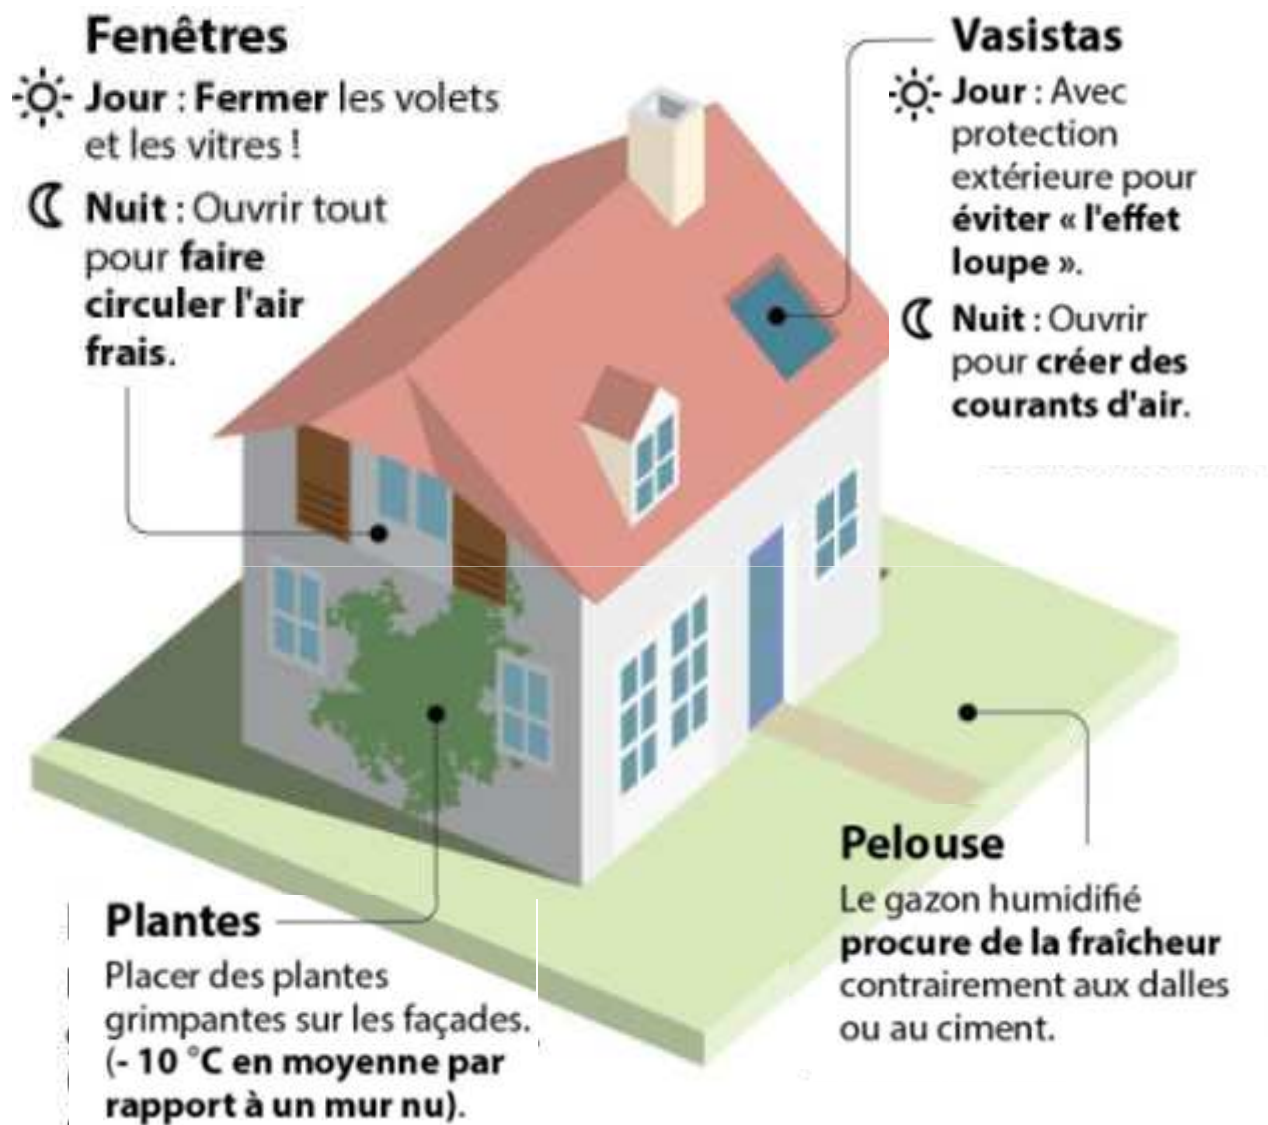 Fenêtres
Jour : Fermer les volets
et les vitres !
Nuit : Ouvrir tout
pour faire
circuler l'air
frais.
Vasistas
Jour : Avec
protection
extérieure pour
éviter « l'effet
loupe ».
Nuit : Ouvrir
pour créer des
courants d'air.
Plantes
Placer des plantes
grimpantes sur les façades.
(- 10 °C en moyenne par
rapport à un mur nu).
Pelouse
Le gazon humidifié
procure de la fraîcheur
contrairement aux dalles
ou au ciment.